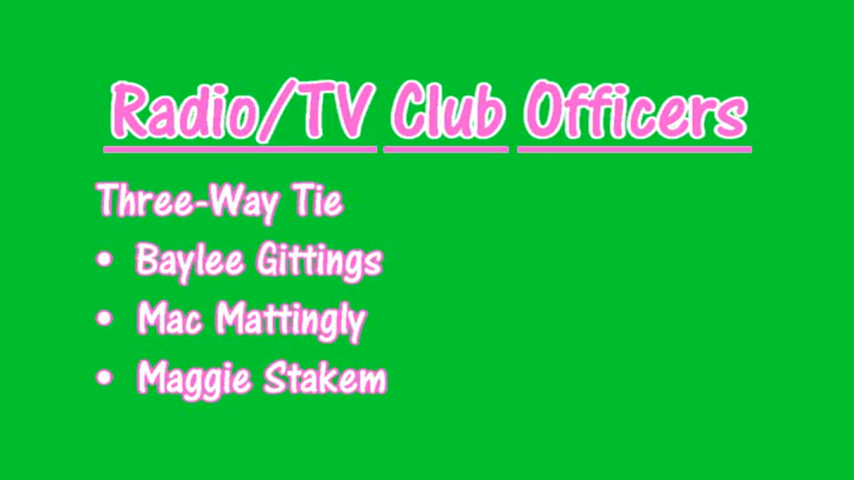 Radio/TV Club Officers
Three-Way Tie
• Baylee Gittings
• Mac Mattingly
• Maggie Stakem